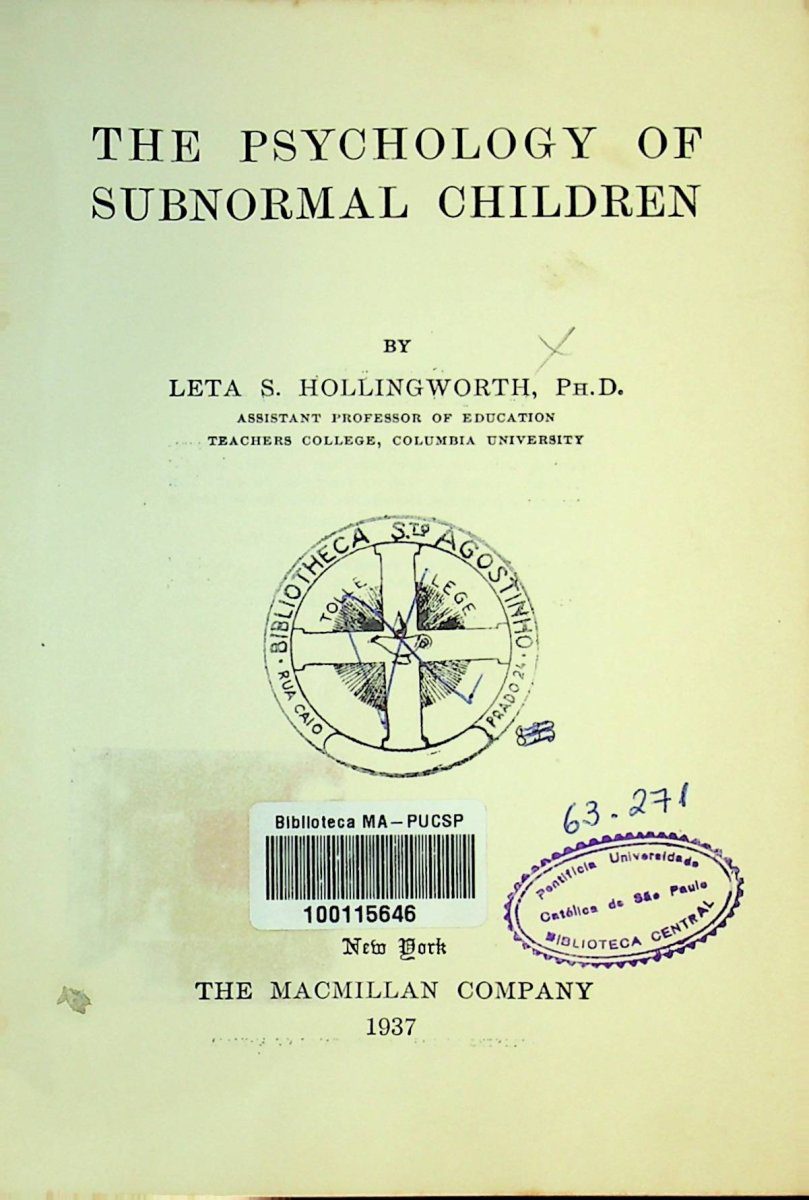 THE PSYCHOLOGY OF
SUBNORMAL CHILDREN
BY
LETA S. HOLLINGWORTH, PH.D.
ASSISTANT PROFESSOR OF EDUCATION
TEACHERS COLLEGE, COLUMBIA UNIVERSITY
BIBLIOTHECA STO AGOSTINHO
TOLLE LEGE
RUA CAIO PRADO 24
63.271
Biblioteca MA-PUCSP
100115646
Pontifícia Universidade
Católica de São Paulo
BIBLIOTECA CENTRAL
New York
THE MACMILLAN COMPANY
1937